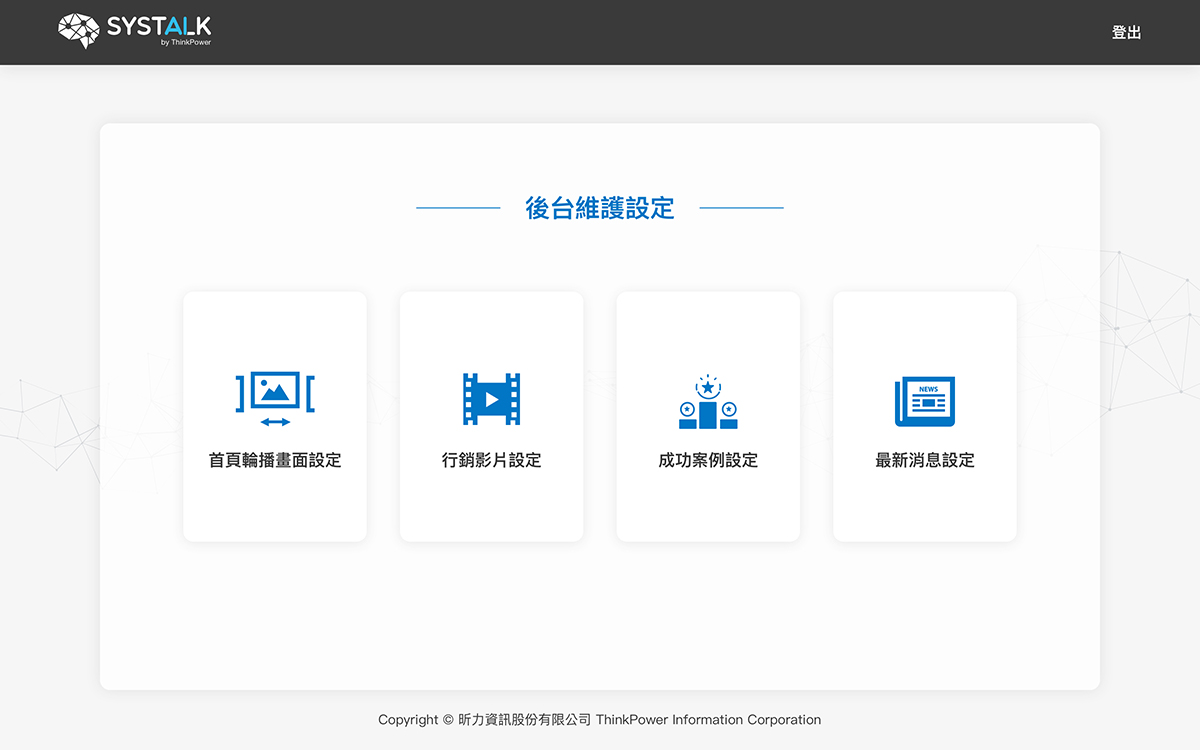 SYSTALK
by ThinkPower
登出
後台維護設定
NEWS
首頁輪播畫面設定
行銷影片設定
成功案例設定
最新消息設定
Copyright © 昕力資訊股份有限公司 ThinkPower Information Corporation